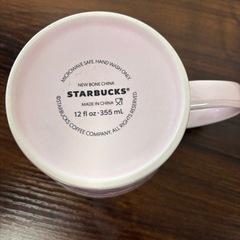 MICROWAVE SAFE. HAND WASH ONLY
NEW BONE CHINA
STARBUCKS®
MADE IN CHINA
12 fl oz · 355 mL
©STARBUCKS COFFEE COMPANY. ALL RIGHTS RESERVED.